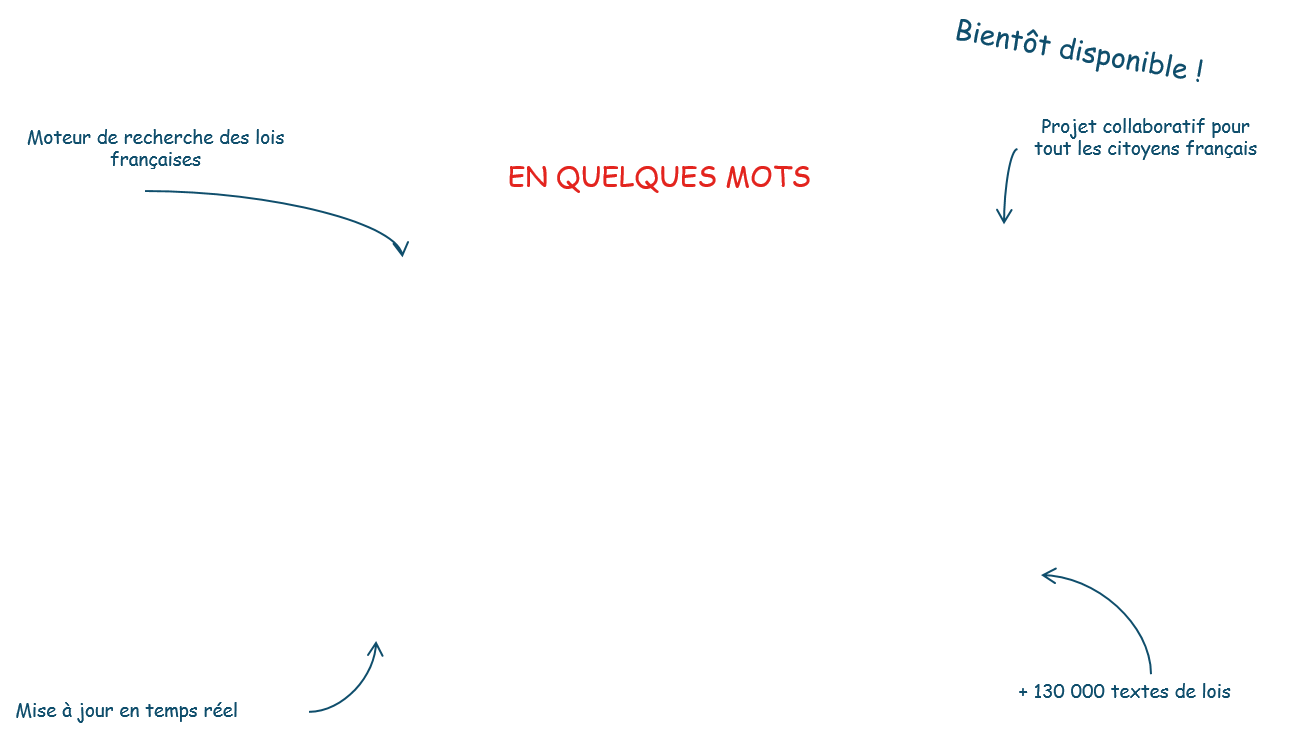 Bientôt disponible !
Moteur de recherche des lois
françaises
Projet collaboratif pour
tout les citoyens français
EN QUELQUES MOTS
+ 130 000 textes de lois
Mise à jour en temps réel